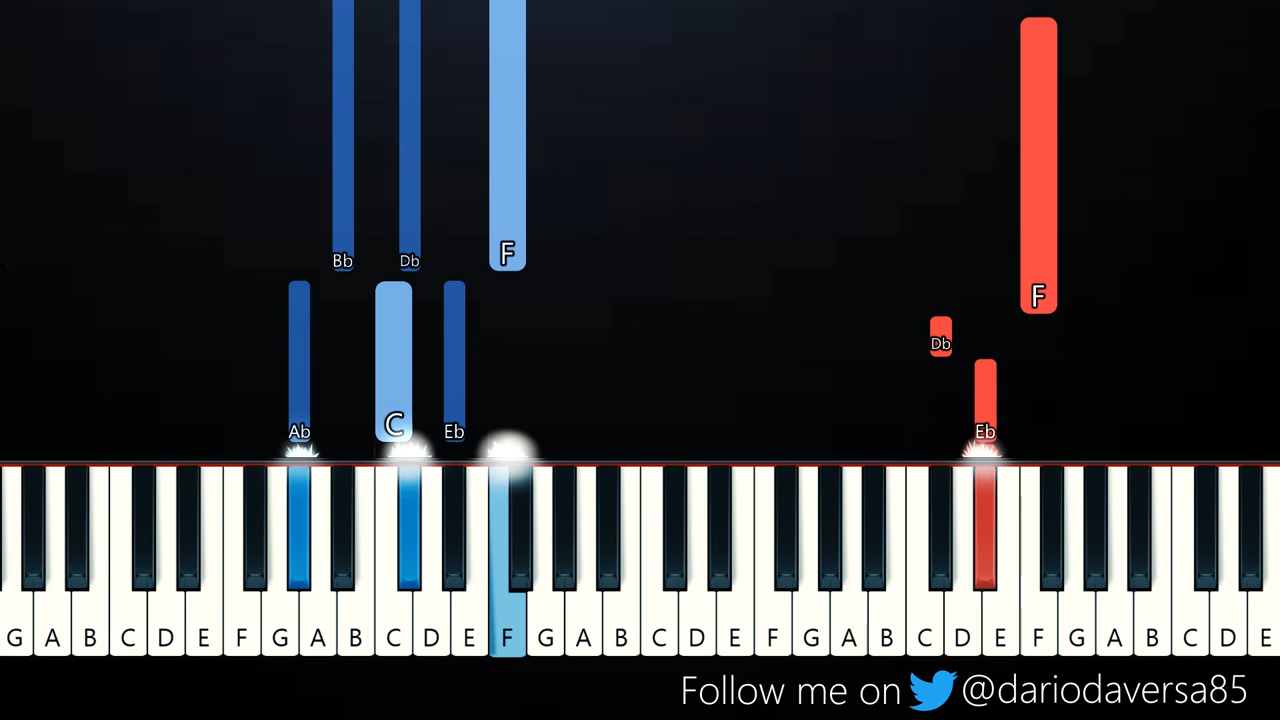 Bb Db F
F
Db
Ab C Eb Eb
G A B C D E F G A B C D E F G A B C D E F G A B C D E F G A B C D E
Follow me on @dariodaversa85